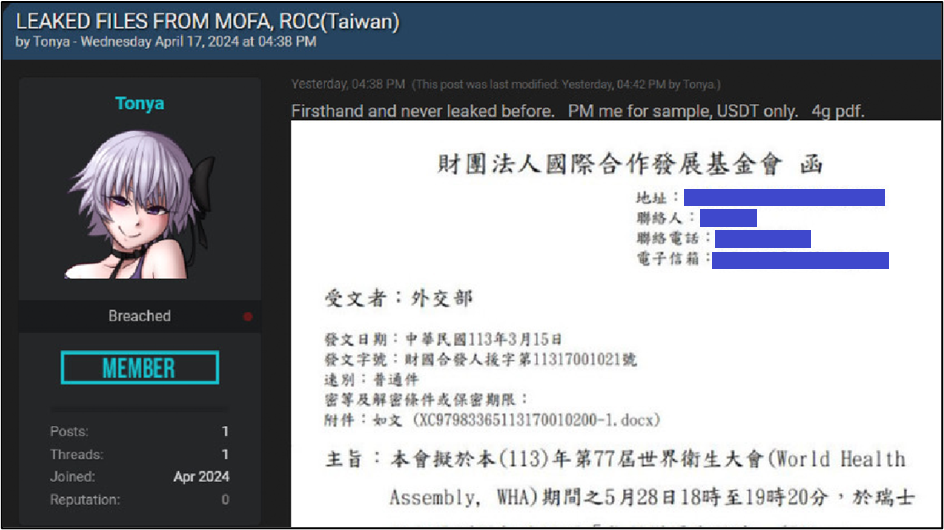 LEAKED FILES FROM MOFA, ROC(Taiwan)
by Tonya - Wednesday April 17, 2024 at 04:38 PM
Tonya
Breached
MEMBER
Posts: 1
Threads: 1
Joined: Apr 2024
Reputation: 0
Yesterday, 04:38 PM (This post was last modified: Yesterday, 04:42 PM by Tonya.)
Firsthand and never leaked before. PM me for sample, USDT only. 4g pdf.
財團法人國際合作發展基金會 函
地址：
聯絡人：
聯絡電話：
電子信箱：
受文者：外交部
發文日期：中華民國113年3月15日
發文字號：財國合發人援字第11317001021號
速別：普通件
密等及解密條件或保密期限：
附件：如文 (XC97983365113170010200-1.docx)
主旨：本會擬於本(113)年第77屆世界衛生大會(World Health
Assembly, WHA)期間之5月28日18時至19時20分，於瑞士